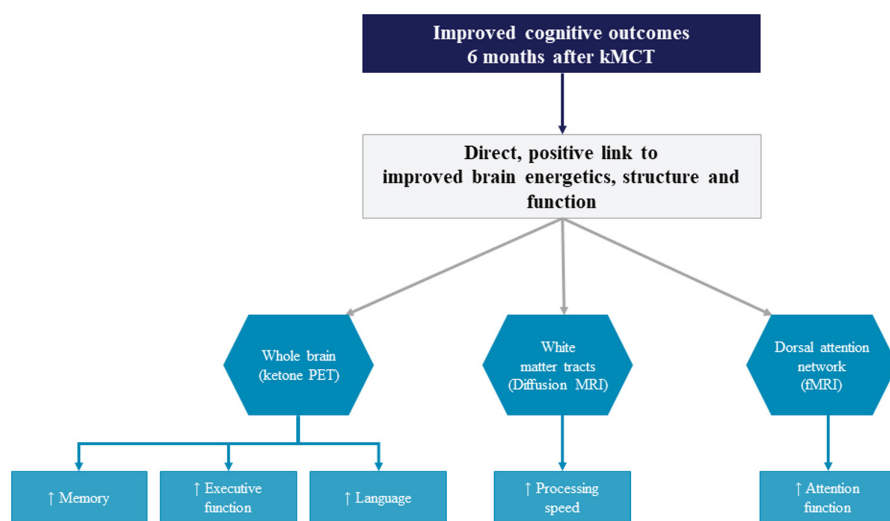 Improved cognitive outcomes
6 months after kMCT
Direct, positive link to
improved brain energetics, structure and
function
Whole brain
(ketone PET)
White
matter tracts
(Diffusion MRI)
Dorsal attention
network
(fMRI)
↑ Memory
↑ Executive
function
↑ Language
↑ Processing
speed
↑ Attention
function